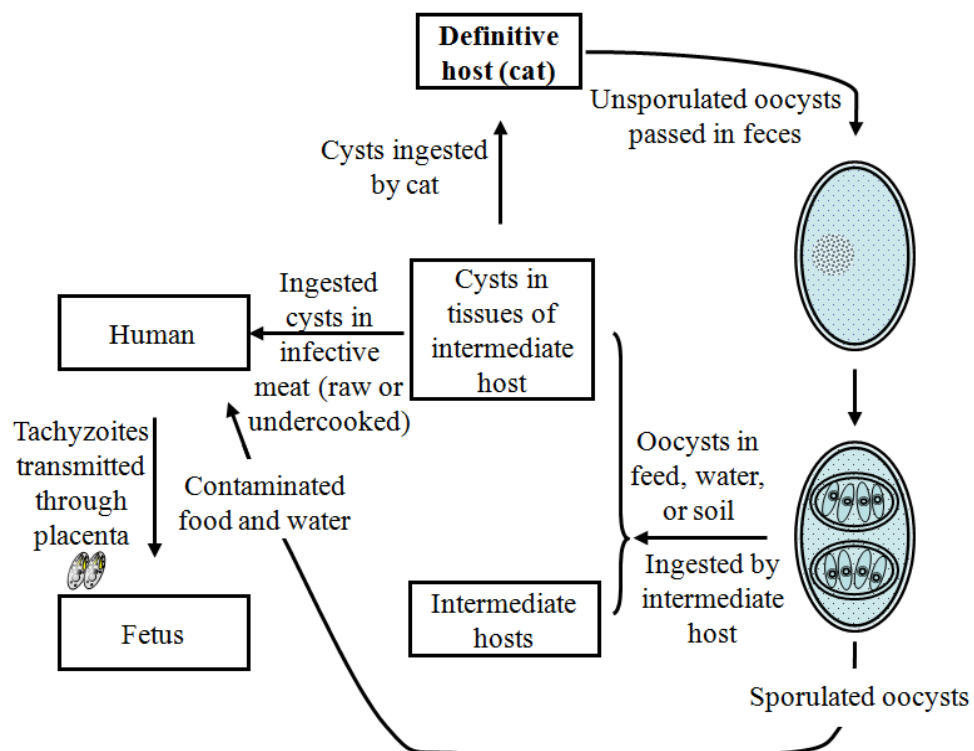 Definitive
host (cat)
Unsporulated oocysts
passed in feces
Cysts ingested
by cat
Cysts in
tissues of
intermediate
host
Ingested
cysts in
infective
meat (raw or
undercooked)
Human
Tachyzoites
transmitted
through
placenta
Fetus
Contaminated
food and water
Oocysts in
feed, water,
or soil
Ingested by
intermediate
host
Intermediate
hosts
Sporulated oocysts